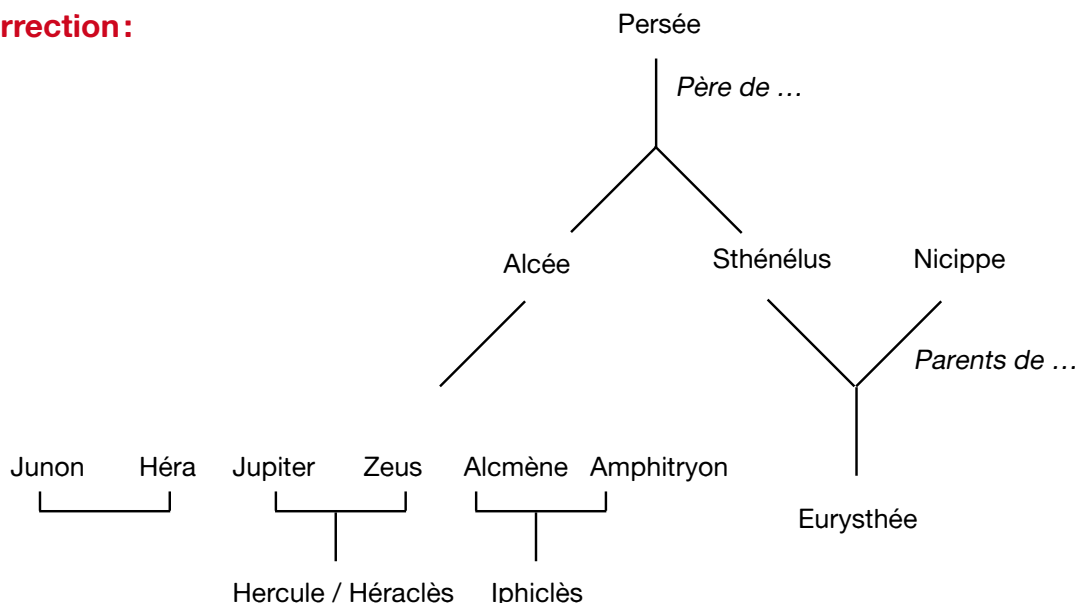 rrection :
Persée
Père de …
Alcée
Sthénélus
Nicippe
Parents de …
Junon
Héra
Jupiter
Zeus
Alcmène
Amphitryon
Eurysthée
Hercule / Héraclès
Iphiclès